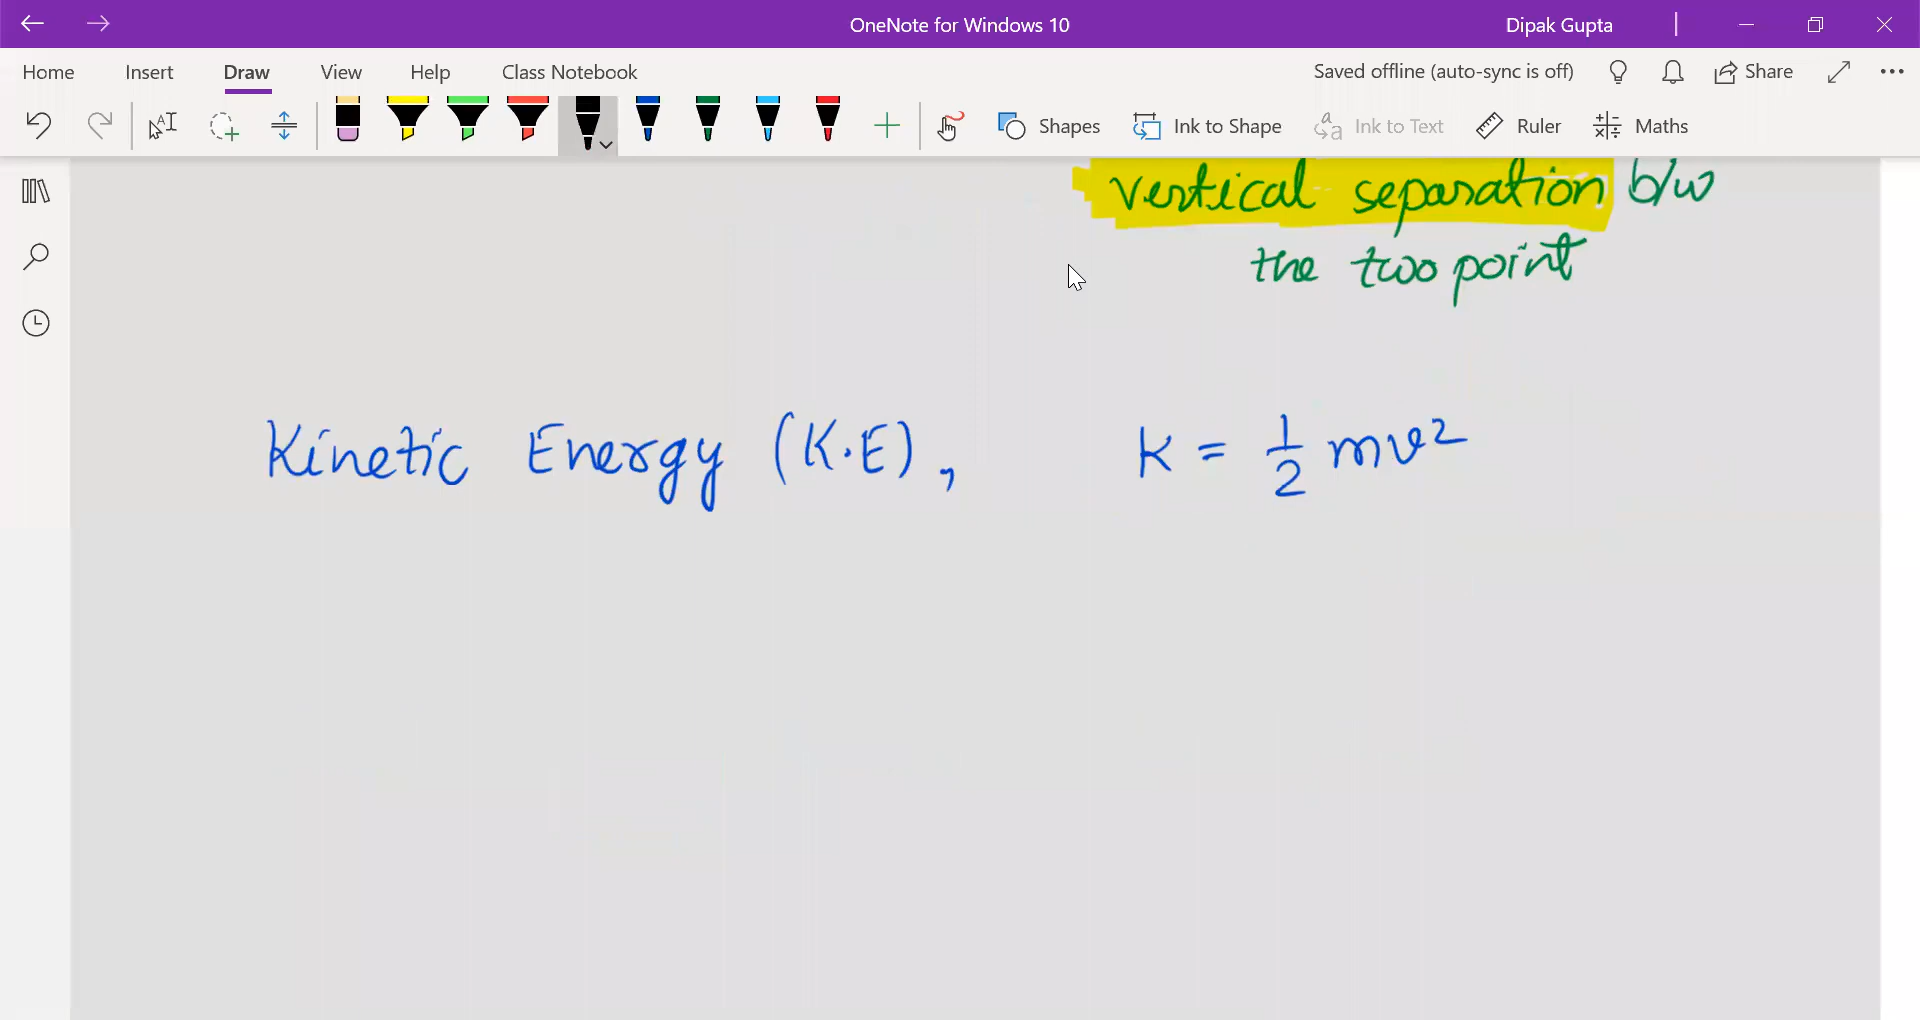 OneNote for Windows 10
Dipak Gupta
Home Insert Draw View Help Class Notebook
Saved offline (auto-sync is off) Share
Shapes Ink to Shape Ink to Text Ruler Maths
vertical separation b/w
the two point
Kinetic Energy (K.E), K = 1/2 mv²